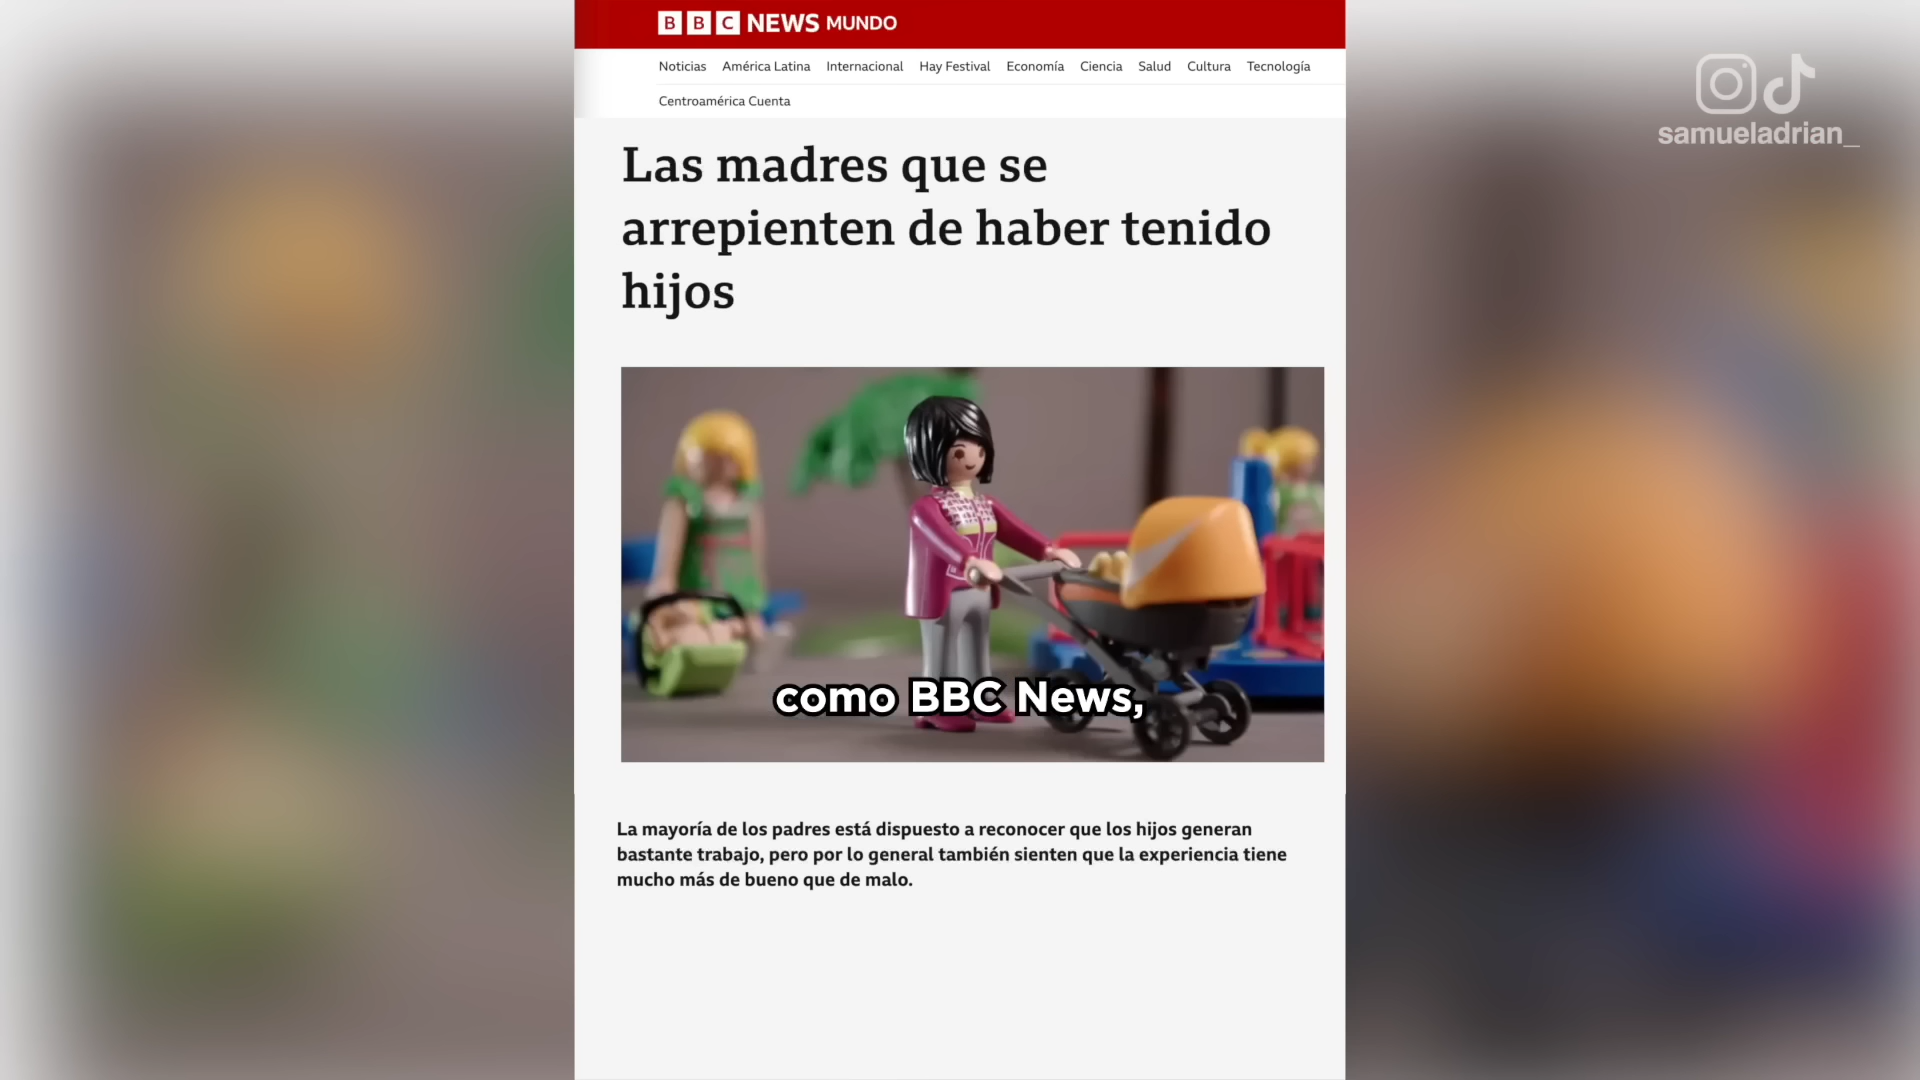 BBC NEWS MUNDO
Noticias América Latina Internacional Hay Festival Economía Ciencia Salud Cultura Tecnología
Centroamérica Cuenta
samueladrian_
Las madres que se
arrepienten de haber tenido
hijos
como BBC News,
La mayoría de los padres está dispuesto a reconocer que los hijos generan
bastante trabajo, pero por lo general también sienten que la experiencia tiene
mucho más de bueno que de malo.